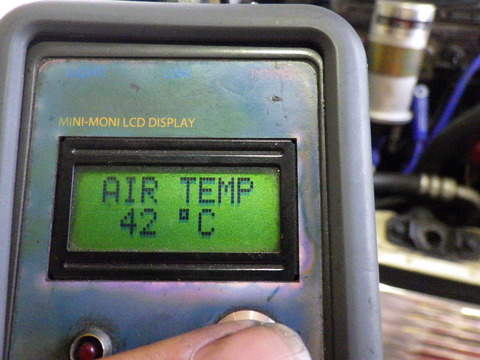 MINI-MONI LCD DISPLAY
AIR TEMP
42 °C